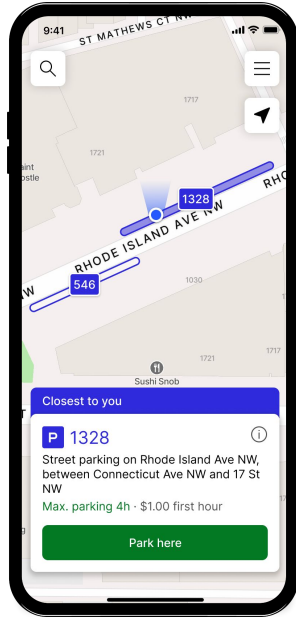 9:41
ST MATHEWS CT NW
1717
1721
aint
ostle
1328
RHO
RHODE ISLAND AVE NW
NW
546
1030
1721
1717
Sushi Snob
Closest to you
P 1328
Street parking on Rhode Island Ave NW,
between Connecticut Ave NW and 17 St
NW
Max. parking 4h · $1.00 first hour
Park here